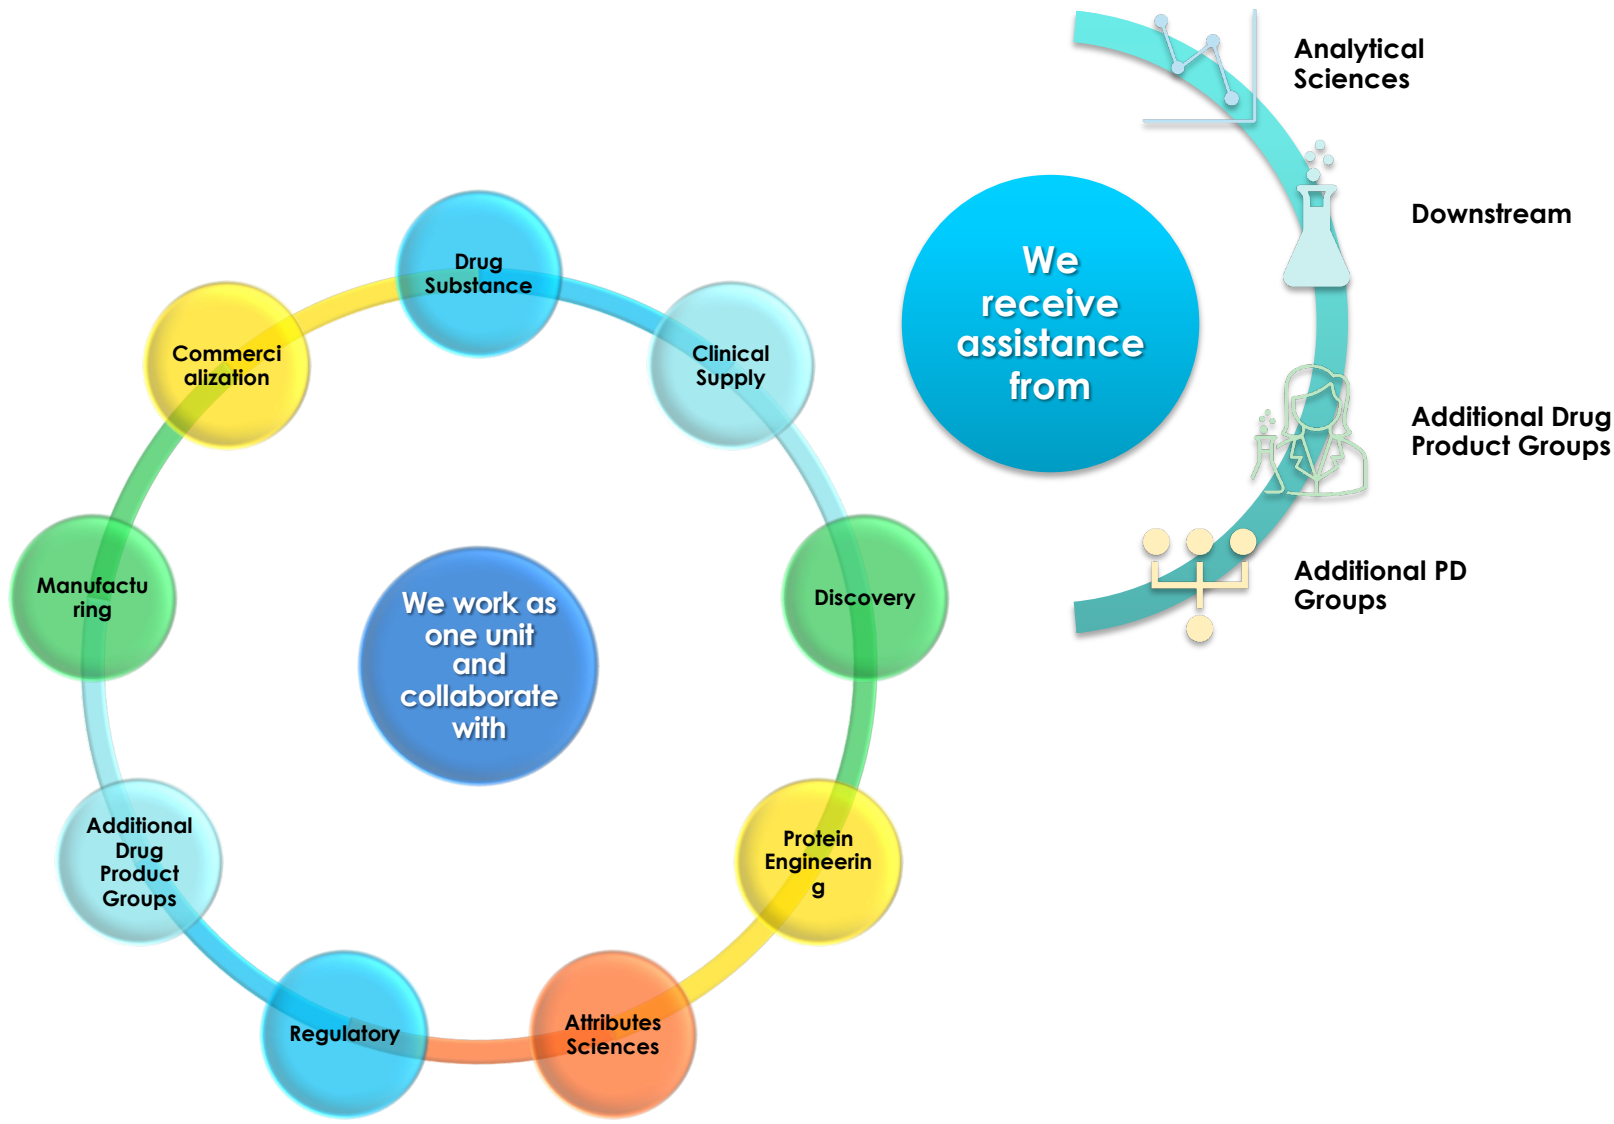 Analytical
Sciences
Downstream
We
receive
assistance
from
Additional Drug
Product Groups
Additional PD
Groups
Drug
Substance
Clinical
Supply
Discovery
Protein
Engineerin
g
Attributes
Sciences
Regulatory
Additional
Drug
Product
Groups
Manufactu
ring
Commerci
alization
We work as
one unit
and
collaborate
with